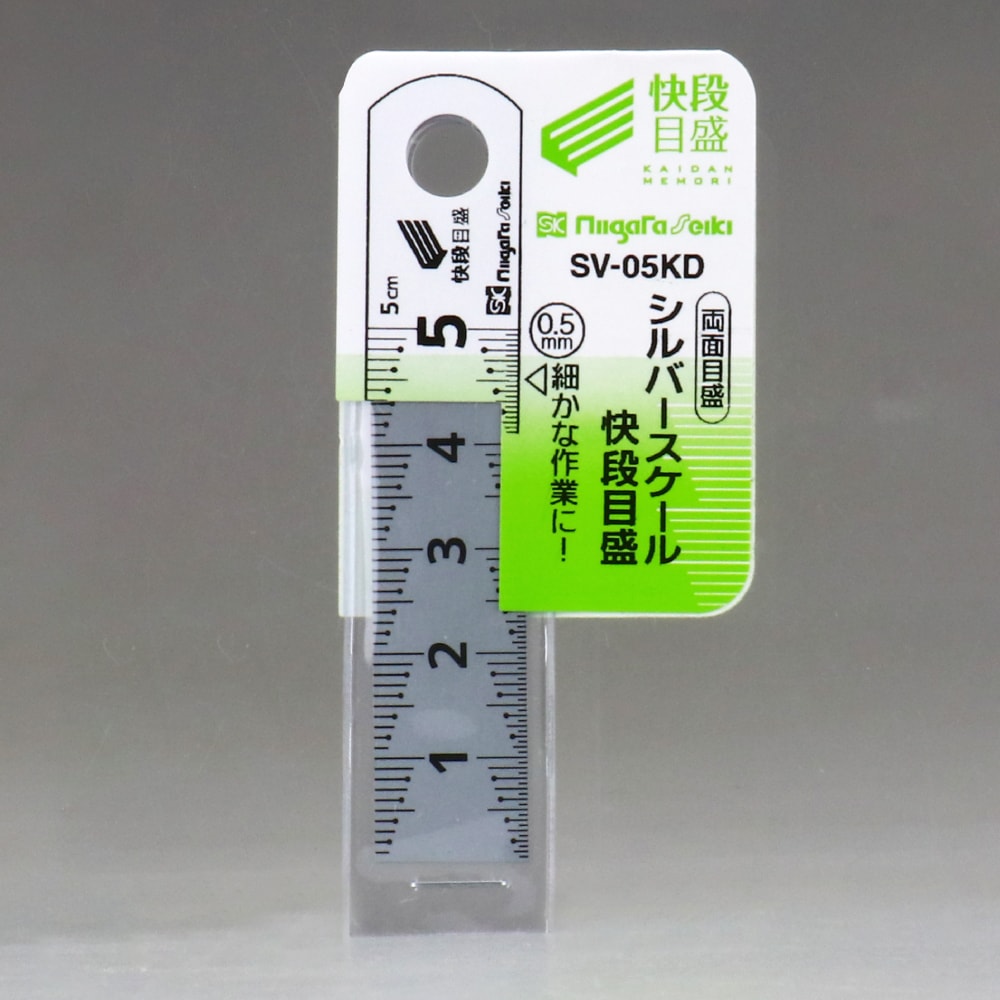 快段
目盛
KAIDAN
MEMORI
SK Niigata Seiki
SV-05KD
両面目盛
シルバースケール
快段目盛
0.5
mm
細かな作業に!
快段目盛
SK Niigata Seiki
5cm
5
4
3
2
1